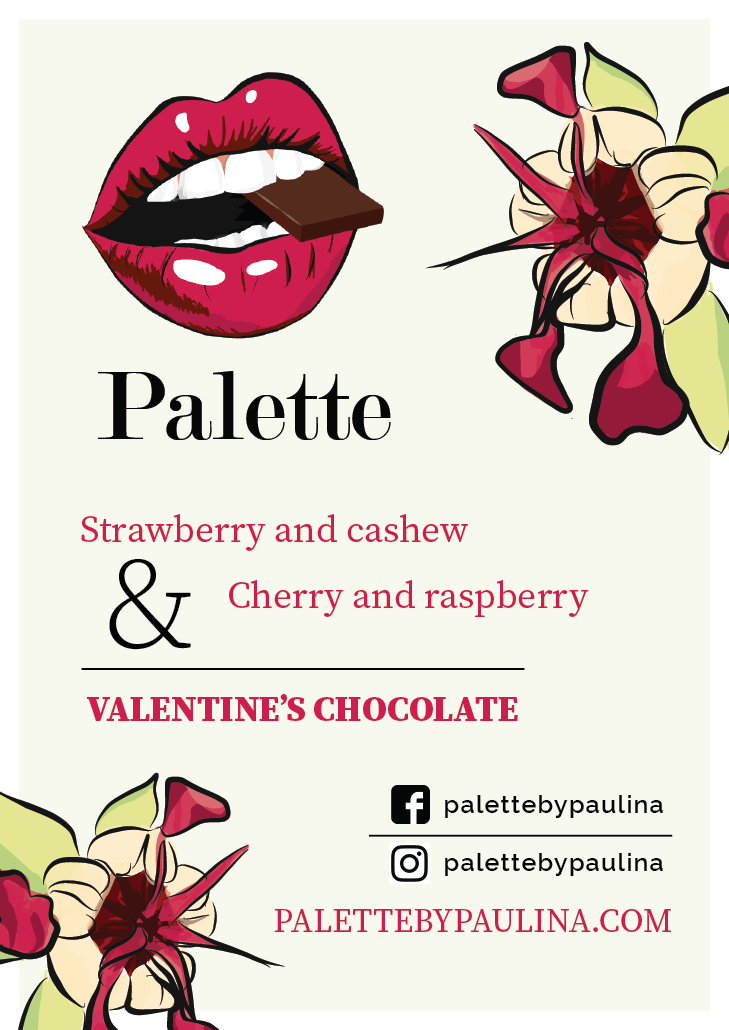 Palette
Strawberry and cashew
&
Cherry and raspberry
VALENTINE’S CHOCOLATE
palettebypaulina
palettebypaulina
PALETTEBYPAULINA.COM